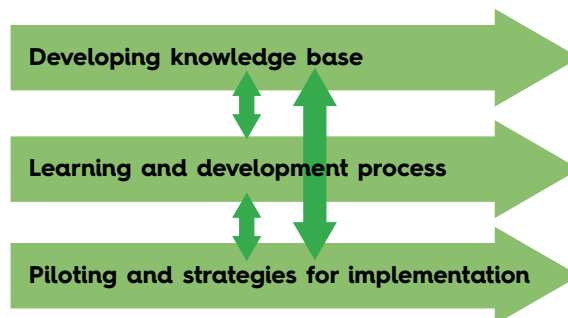 Developing knowledge base
Learning and development process
Piloting and strategies for implementation